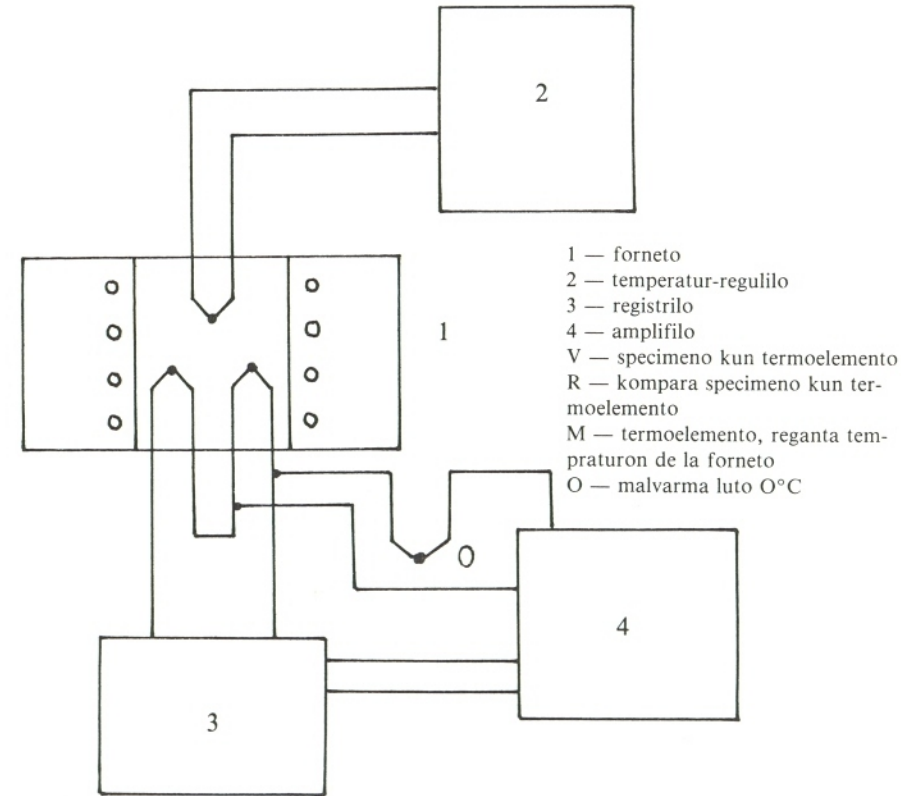 2
1 — forneto
2 — temperatur-regulilo
3 — registrilo
4 — amplifilo
V — specimeno kun termoelemento
R — kompara specimeno kun ter-
moelemento
M — termoelemento, reganta tem-
praturon de la forneto
O — malvarma luto O°C
1
O
4
3